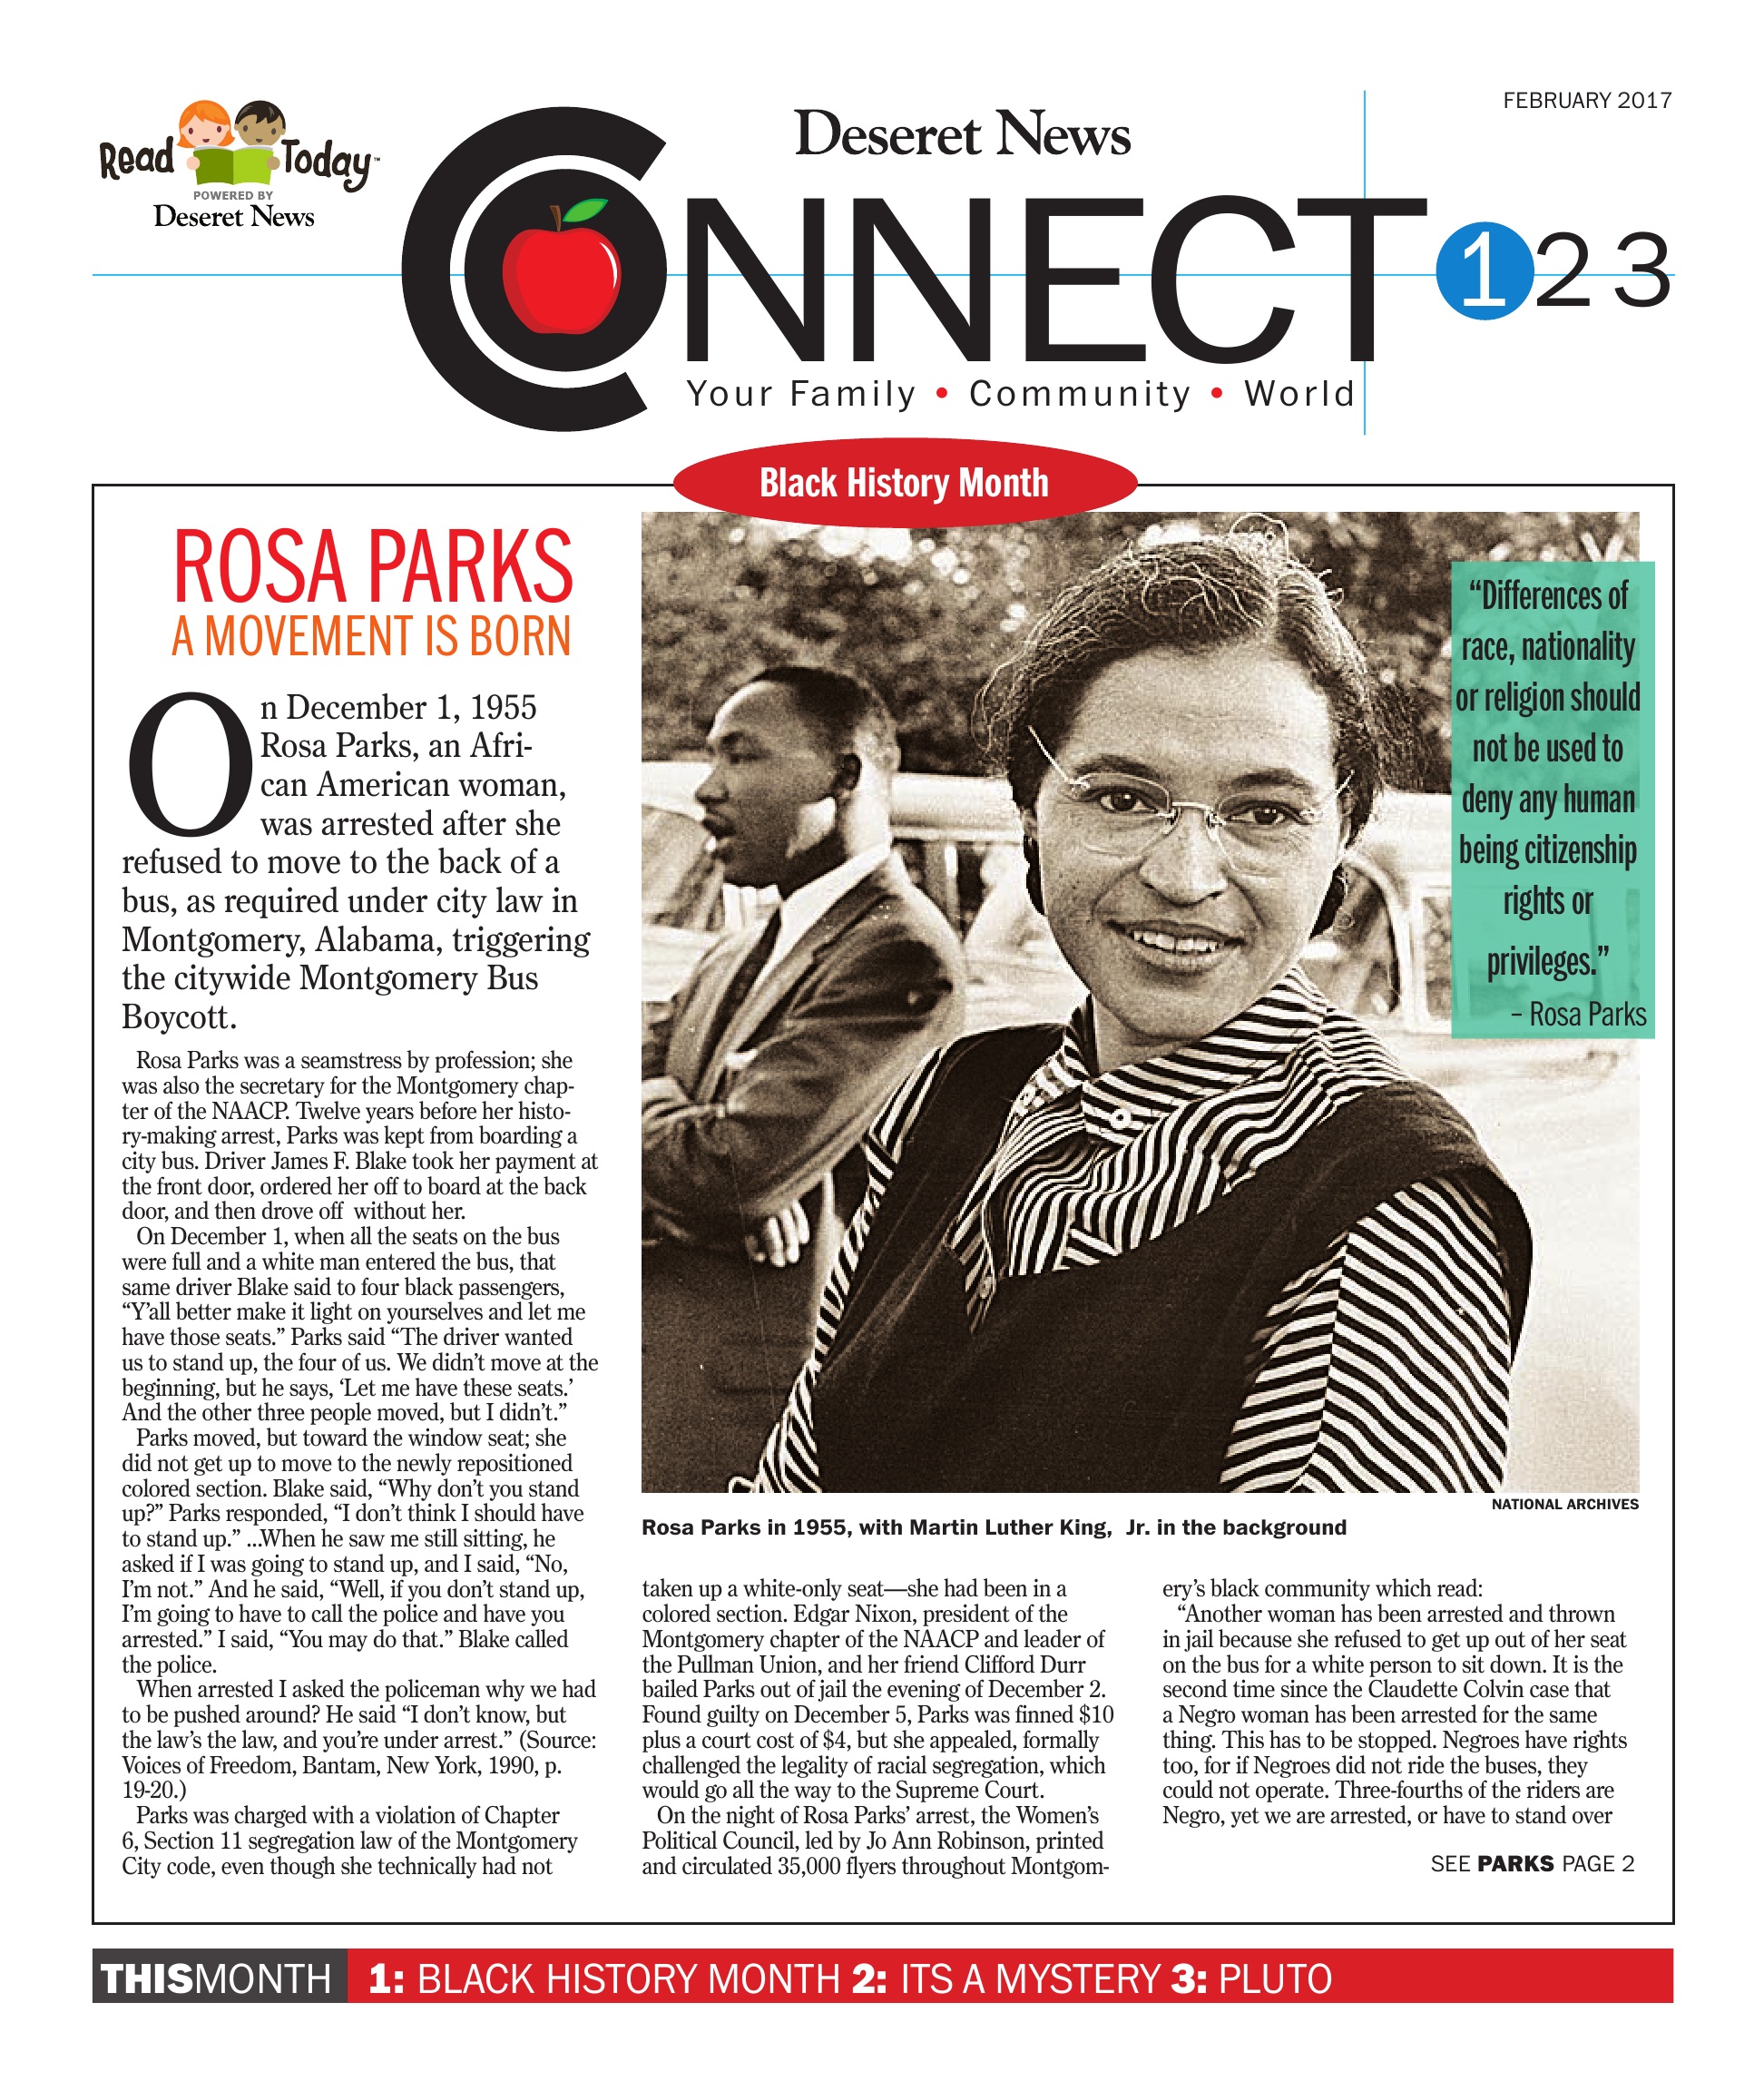 Read Today™
POWERED BY
Deseret News
Deseret News
FEBRUARY 2017
CONNECT 1 2 3
Your Family • Community • World
Black History Month
ROSA PARKS
A MOVEMENT IS BORN
On December 1, 1955
Rosa Parks, an Afri-
can American woman,
was arrested after she
refused to move to the back of a
bus, as required under city law in
Montgomery, Alabama, triggering
the citywide Montgomery Bus
Boycott.
Rosa Parks was a seamstress by profession; she
was also the secretary for the Montgomery chap-
ter of the NAACP. Twelve years before her histo-
ry-making arrest, Parks was kept from boarding a
city bus. Driver James F. Blake took her payment at
the front door, ordered her off to board at the back
door, and then drove off without her.
On December 1, when all the seats on the bus
were full and a white man entered the bus, that
same driver Blake said to four black passengers,
“Y’all better make it light on yourselves and let me
have those seats.” Parks said “The driver wanted
us to stand up, the four of us. We didn’t move at the
beginning, but he says, ‘Let me have these seats.’
And the other three people moved, but I didn’t.”
Parks moved, but toward the window seat; she
did not get up to move to the newly repositioned
colored section. Blake said, “Why don’t you stand
up?” Parks responded, “I don’t think I should have
to stand up.” ...When he saw me still sitting, he
asked if I was going to stand up, and I said, “No,
I’m not.” And he said, “Well, if you don’t stand up,
I’m going to have to call the police and have you
arrested.” I said, “You may do that.” Blake called
the police.
When arrested I asked the policeman why we had
to be pushed around? He said “I don’t know, but
the law’s the law, and you’re under arrest.” (Source:
Voices of Freedom, Bantam, New York, 1990, p.
19-20.)
Parks was charged with a violation of Chapter
6, Section 11 segregation law of the Montgomery
City code, even though she technically had not
“Differences of
race, nationality
or religion should
not be used to
deny any human
being citizenship
rights or
privileges.”
– Rosa Parks
NATIONAL ARCHIVES
Rosa Parks in 1955, with Martin Luther King, Jr. in the background
taken up a white-only seat—she had been in a
colored section. Edgar Nixon, president of the
Montgomery chapter of the NAACP and leader of
the Pullman Union, and her friend Clifford Durr
bailed Parks out of jail the evening of December 2.
Found guilty on December 5, Parks was finned $10
plus a court cost of $4, but she appealed, formally
challenged the legality of racial segregation, which
would go all the way to the Supreme Court.
On the night of Rosa Parks’ arrest, the Women’s
Political Council, led by Jo Ann Robinson, printed
and circulated 35,000 flyers throughout Montgom-
ery’s black community which read:
“Another woman has been arrested and thrown
in jail because she refused to get up out of her seat
on the bus for a white person to sit down. It is the
second time since the Claudette Colvin case that
a Negro woman has been arrested for the same
thing. This has to be stopped. Negroes have rights
too, for if Negroes did not ride the buses, they
could not operate. Three-fourths of the riders are
Negro, yet we are arrested, or have to stand over
SEE PARKS PAGE 2
THISMONTH 1: BLACK HISTORY MONTH 2: ITS A MYSTERY 3: PLUTO